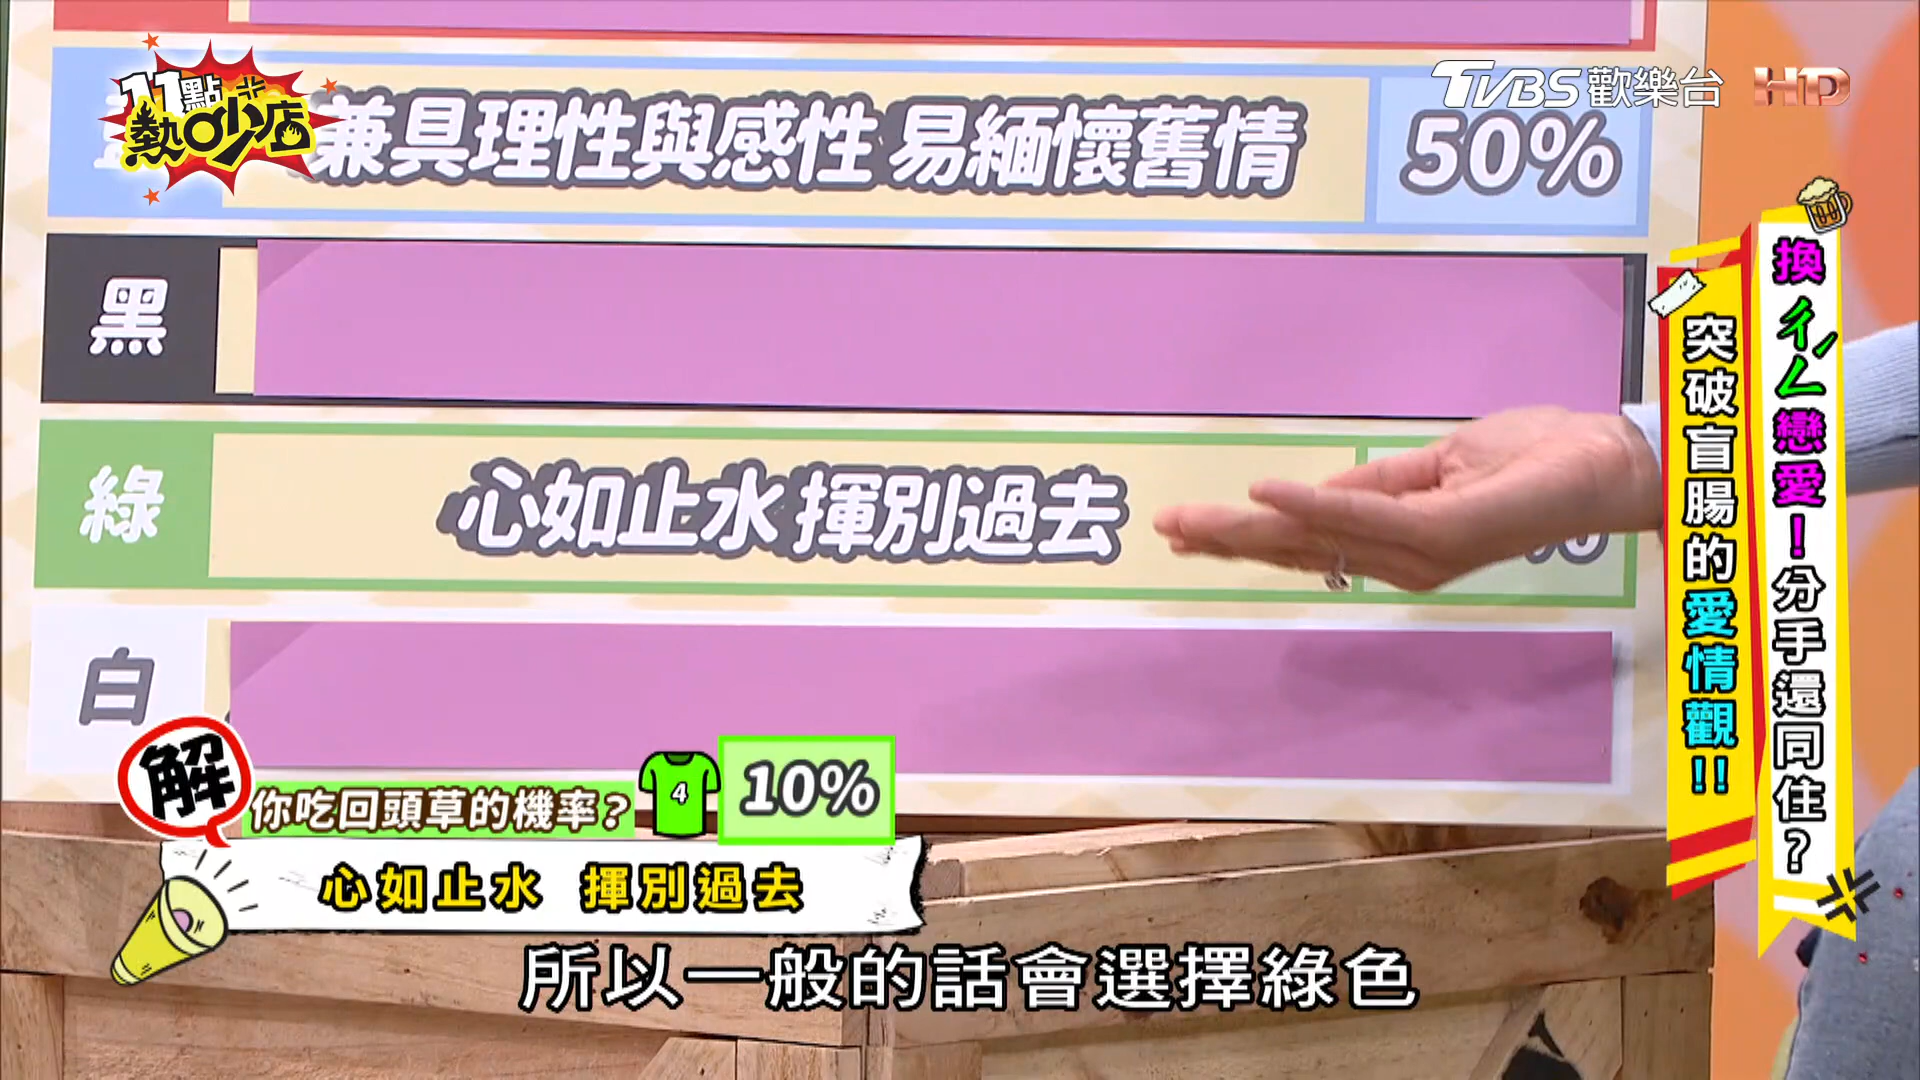 11點
熱吵店
TVBS歡樂台 HD
兼具理性與感性 易緬懷舊情
50%
黑
綠
心如止水 揮別過去
白
換ㄔㄥˊ戀愛！分手還同住？
突破盲腸的愛情觀!!
解
你吃回頭草的機率？
4
10%
心如止水 揮別過去
所以一般的話會選擇綠色